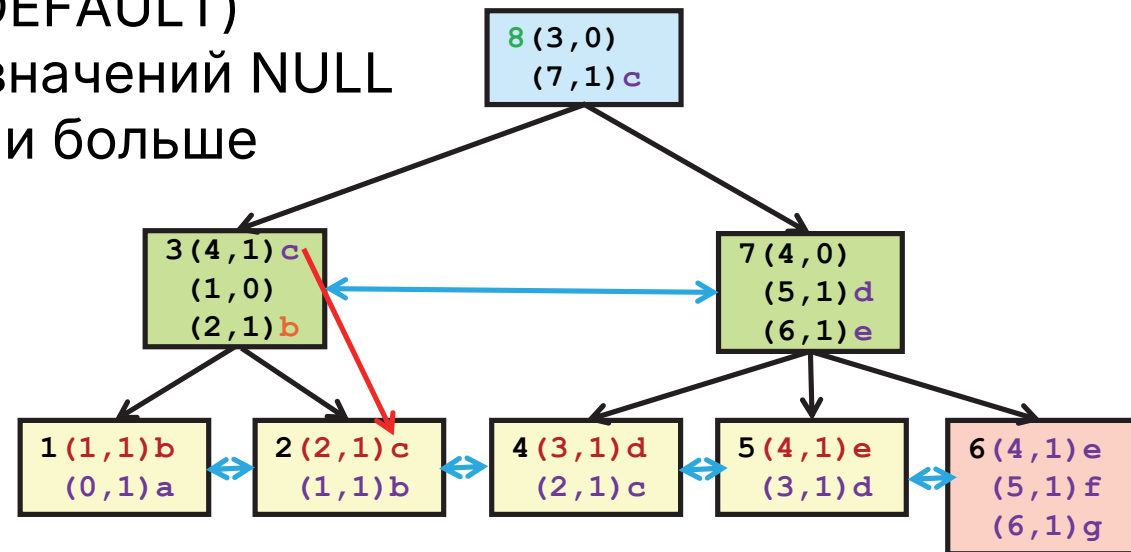 DEFAULT)
значений NULL
и больше
8(3,0)
(7,1)c
3(4,1)c
(1,0)
(2,1)b
7(4,0)
(5,1)d
(6,1)e
1(1,1)b
(0,1)a
2(2,1)c
(1,1)b
4(3,1)d
(2,1)c
5(4,1)e
(3,1)d
6(4,1)e
(5,1)f
(6,1)g